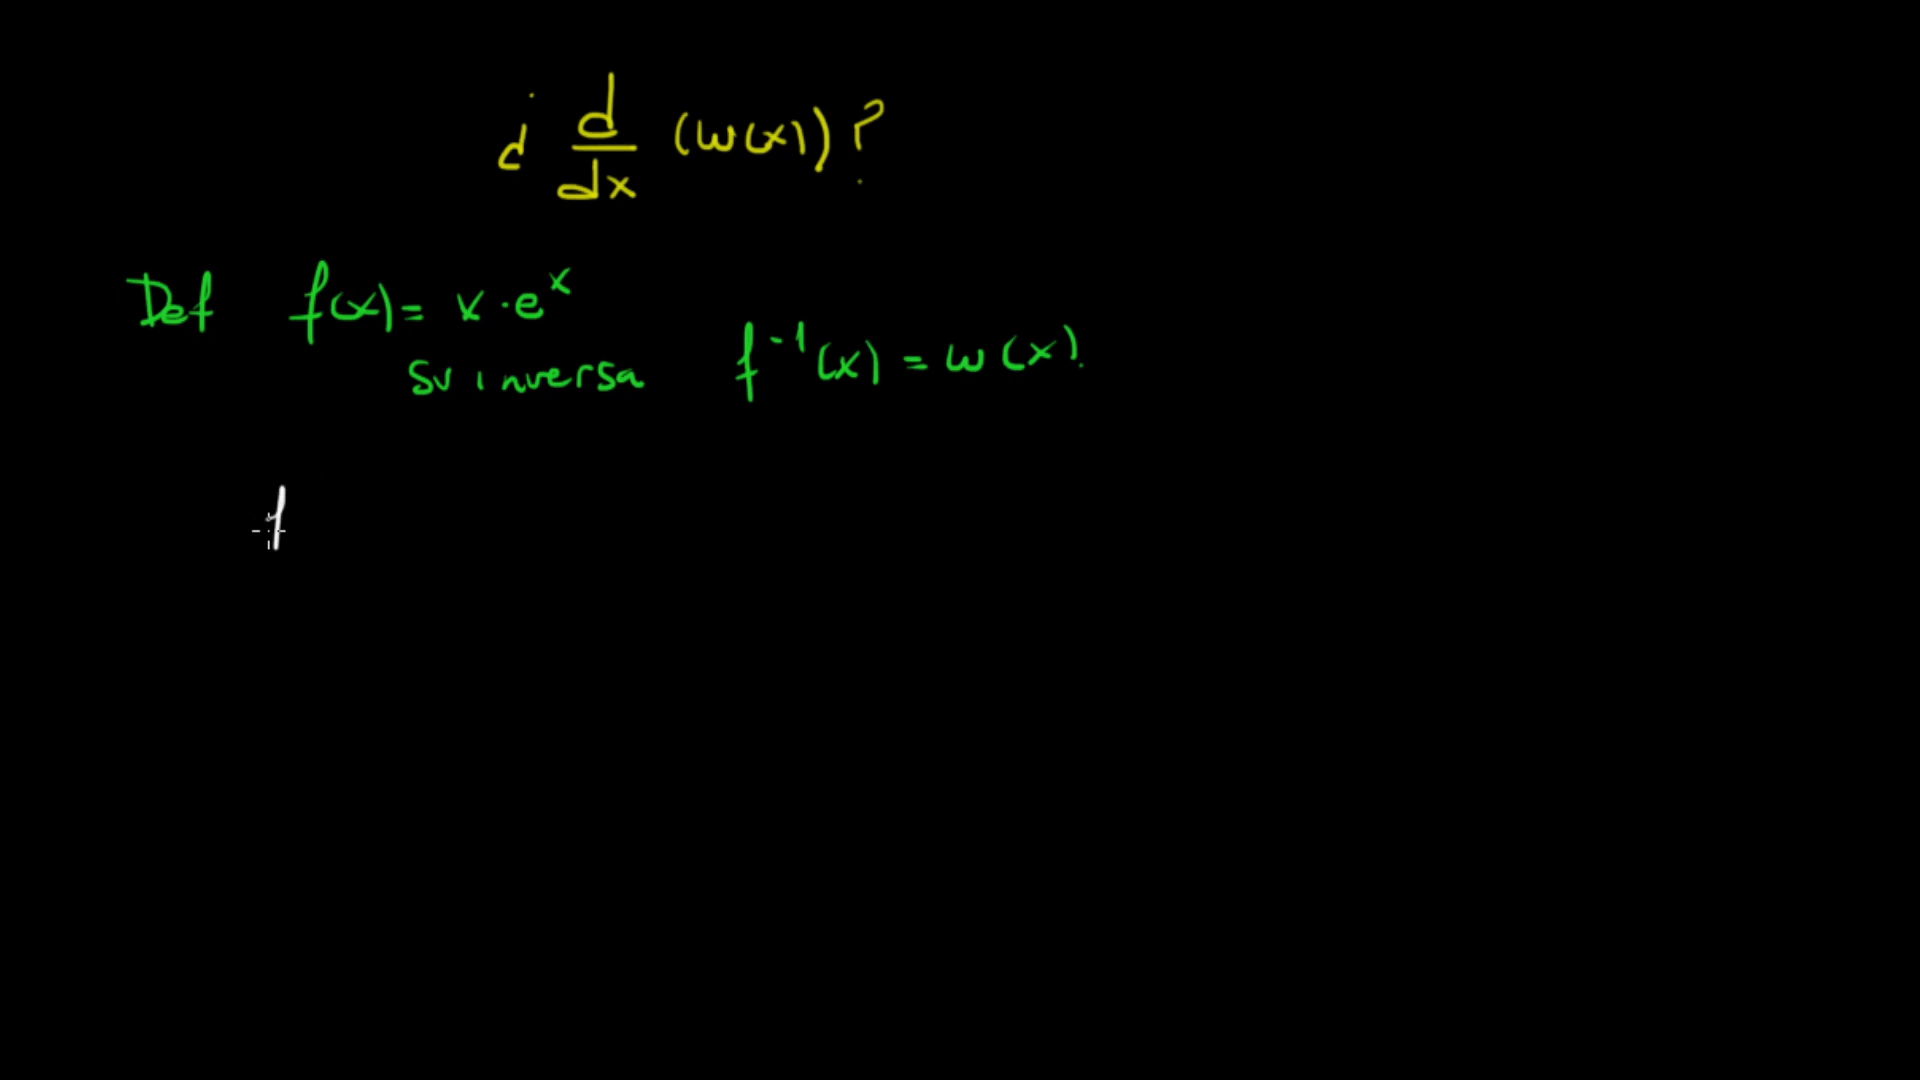 ¿ d/dx (w(x))?
Def f(x) = x · e^x
su inversa f^-1(x) = w(x).
f